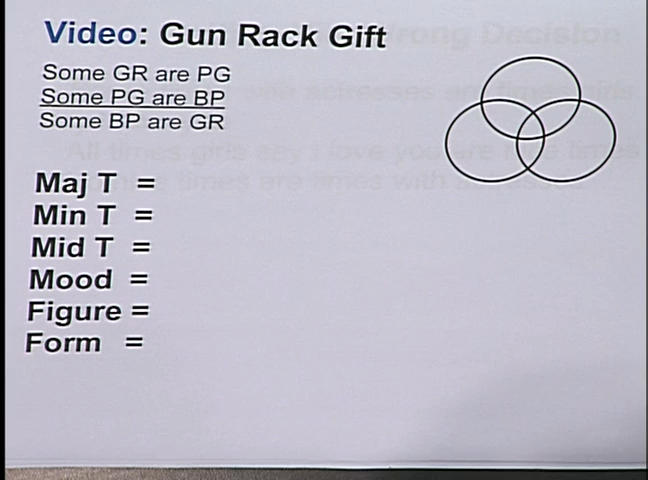 Video: Gun Rack Gift
Some GR are PG
Some PG are BP
Some BP are GR
Maj T =
Min T =
Mid T =
Mood =
Figure =
Form =